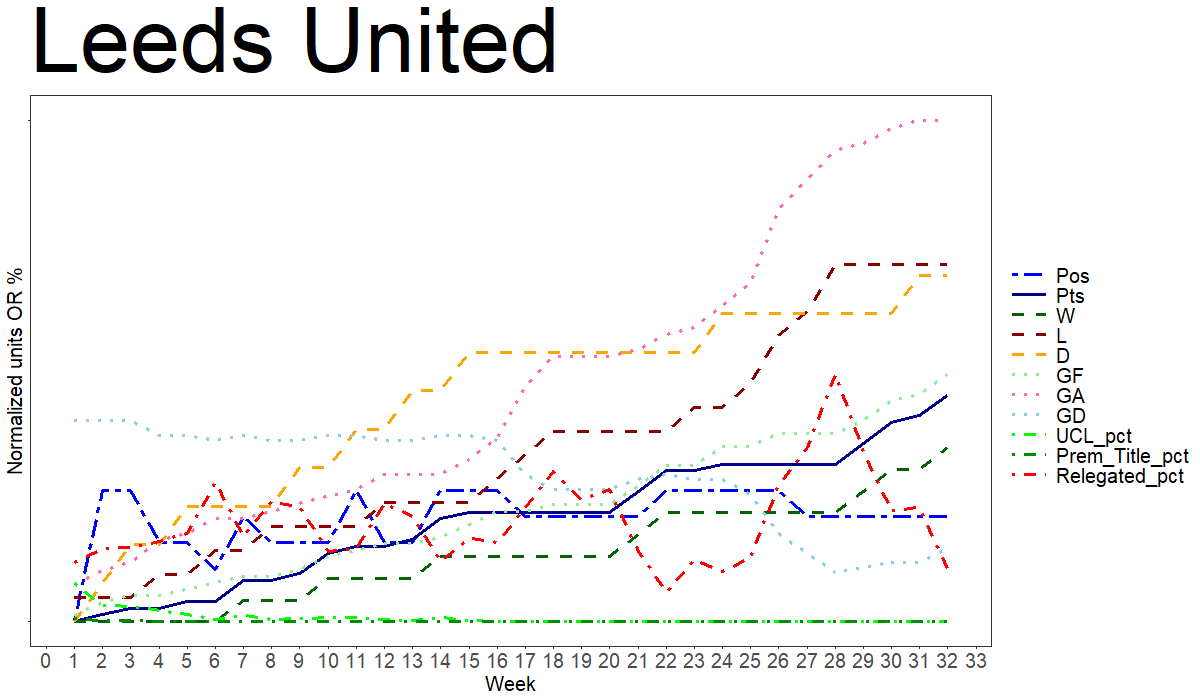 Leeds United
Normalized units OR %
Pos
Pts
W
L
D
GF
GA
GD
UCL_pct
Prem_Title_pct
Relegated_pct
0 1 2 3 4 5 6 7 8 9 10 11 12 13 14 15 16 17 18 19 20 21 22 23 24 25 26 27 28 29 30 31 32 33
Week